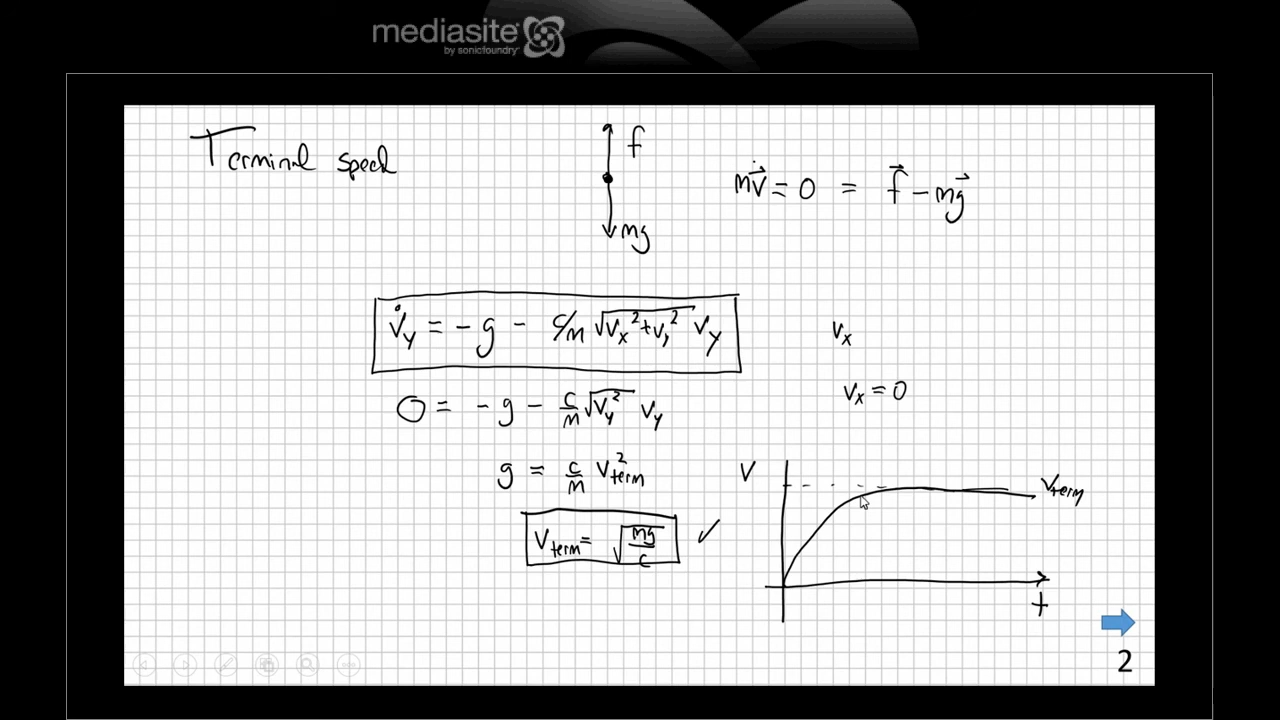 mediasite
by sonicfoundry
Terminal speed
f
mg
mv̇⃗ = 0 = f⃗ - mg⃗
v̇y = -g - c/m √(vx² + vy²) vy
vx
0 = -g - c/m √(vy²) vy
vx = 0
g = c/m v²term
v
vterm
vterm = √(mg/c) ✓
t
2